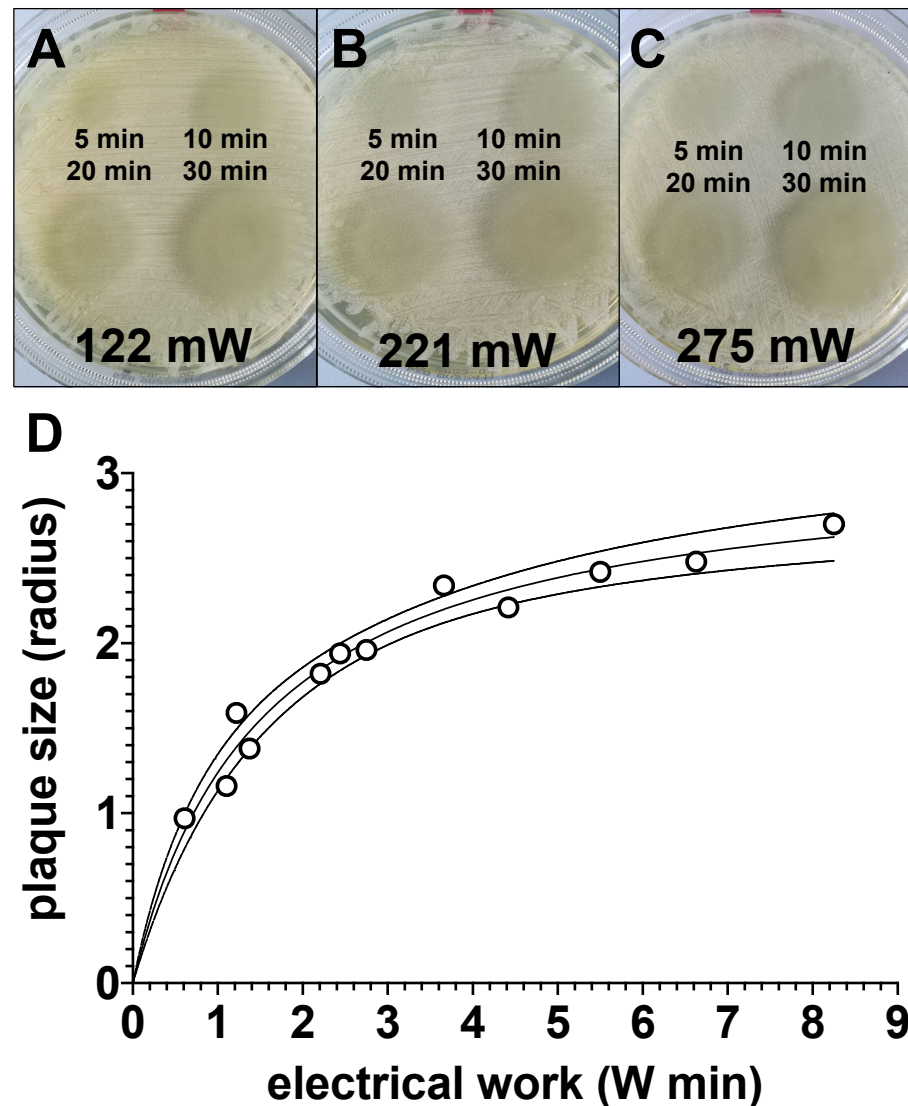 A
5 min 10 min
20 min 30 min
122 mW
B
5 min 10 min
20 min 30 min
221 mW
C
5 min 10 min
20 min 30 min
275 mW
D
3
2
1
0
plaque size (radius)
0 1 2 3 4 5 6 7 8 9
electrical work (W min)